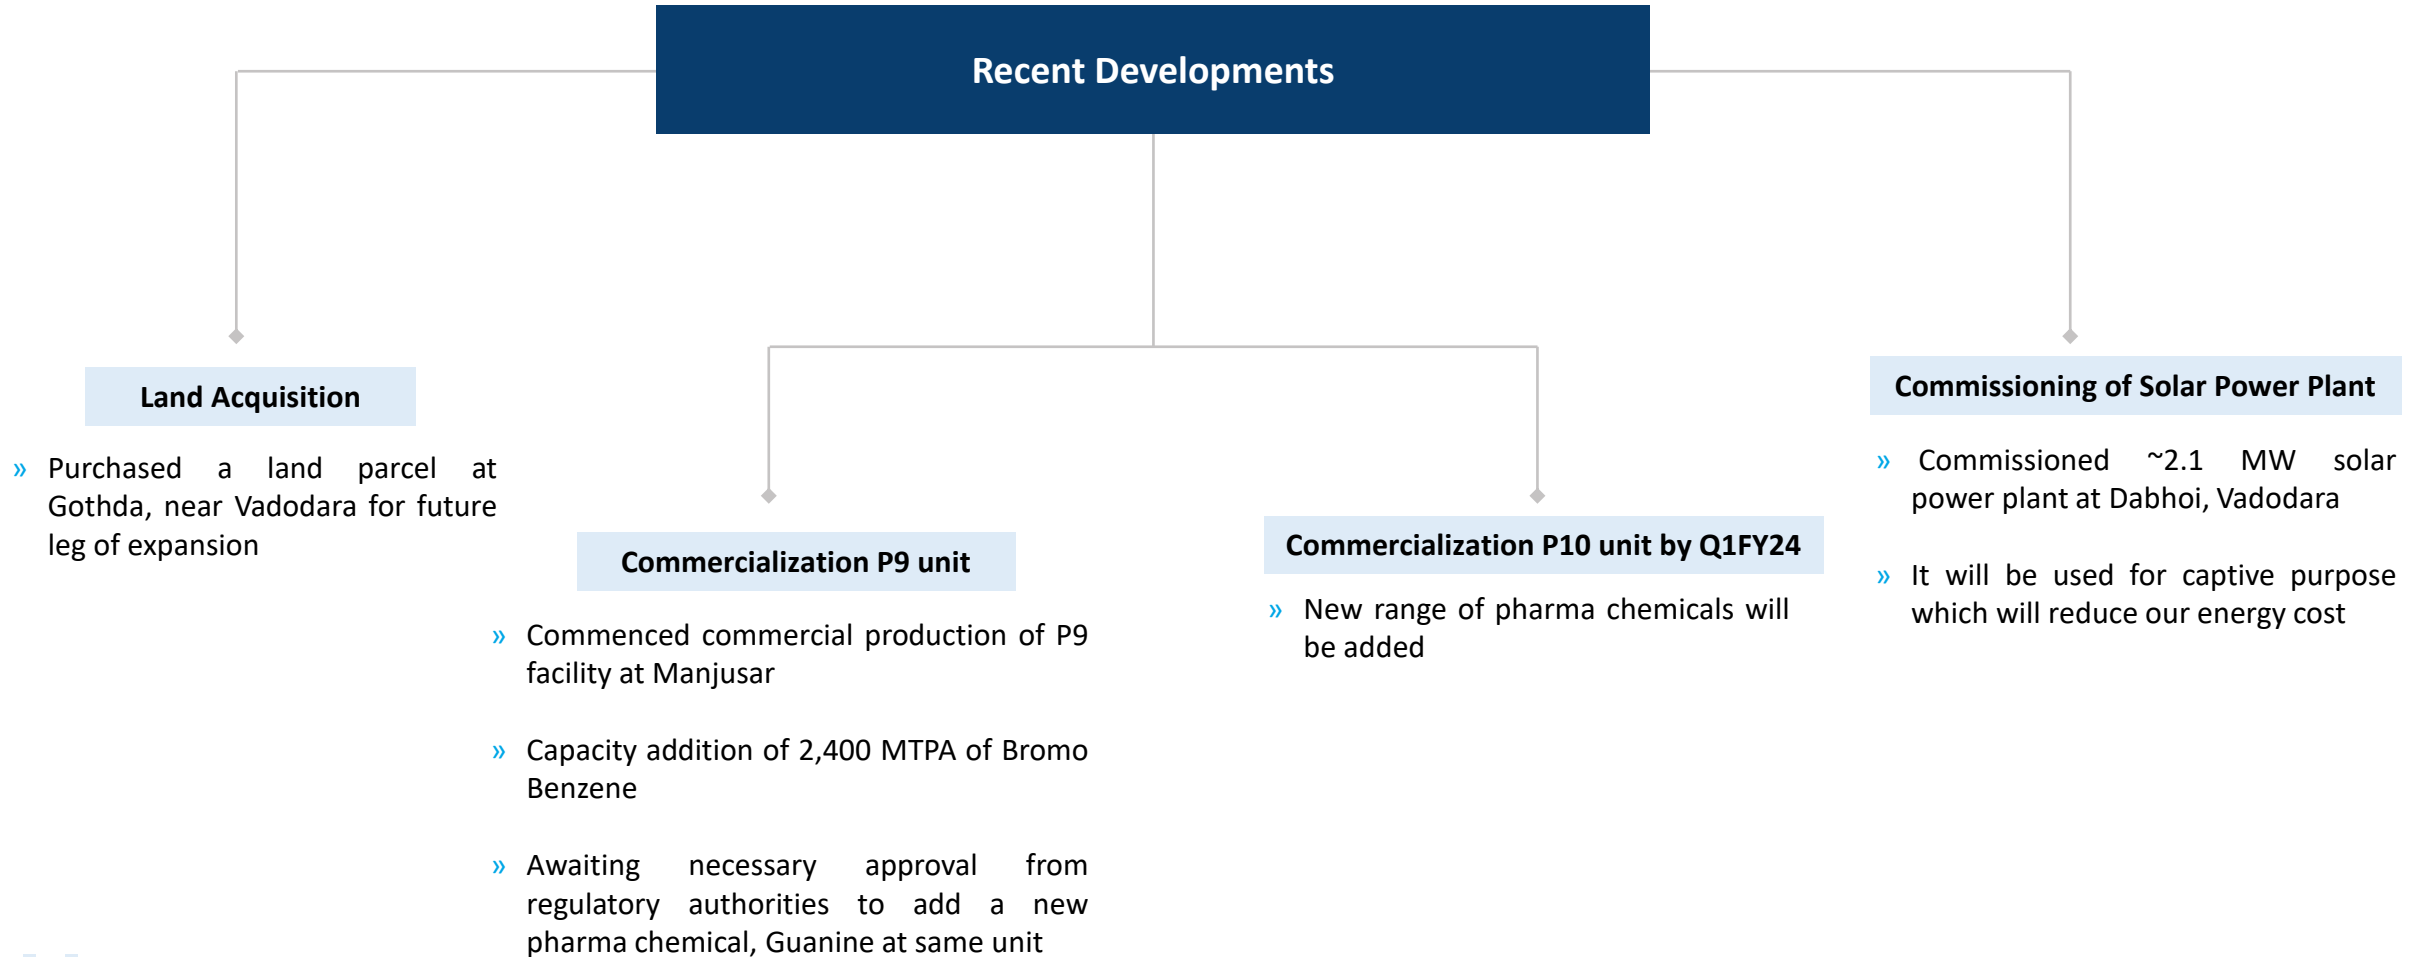 Recent Developments
Land Acquisition
» Purchased a land parcel at
Gothda, near Vadodara for future
leg of expansion
Commercialization P9 unit
» Commenced commercial production of P9
facility at Manjusar
» Capacity addition of 2,400 MTPA of Bromo
Benzene
» Awaiting necessary approval from
regulatory authorities to add a new
pharma chemical, Guanine at same unit
Commercialization P10 unit by Q1FY24
» New range of pharma chemicals will
be added
Commissioning of Solar Power Plant
» Commissioned ~2.1 MW solar
power plant at Dabhoi, Vadodara
» It will be used for captive purpose
which will reduce our energy cost